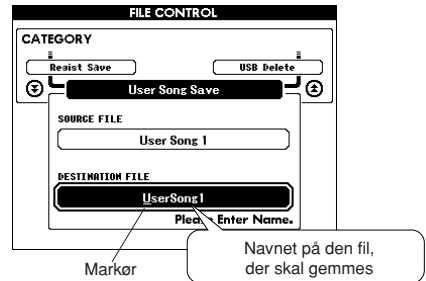 FILE CONTROL
CATEGORY
Regist Save
USB Delete
User Song Save
SOURCE FILE
User Song 1
DESTINATION FILE
UserSong1
Please Enter Name.
Markør
Navnet på den fil,
der skal gemmes